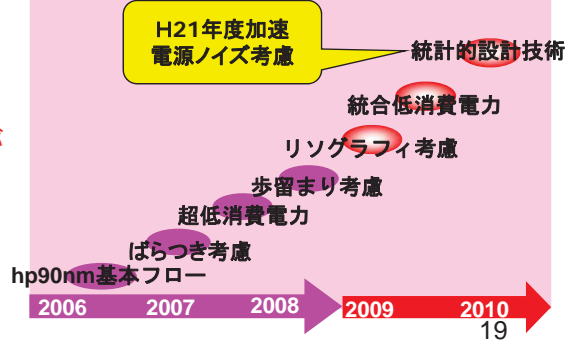 H21年度加速
電源ノイズ考慮
統計的設計技術
統合低消費電力
リソグラフィ考慮
歩留まり考慮
超低消費電力
ばらつき考慮
hp90nm基本フロー
2006 2007 2008 2009 2010
19